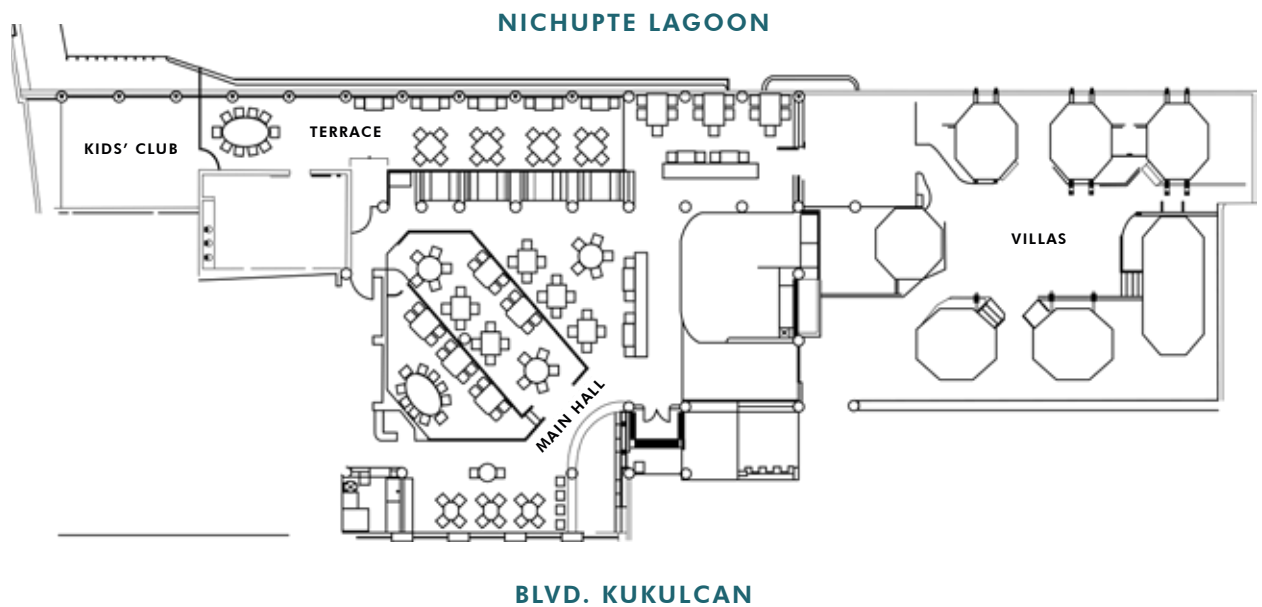 NICHUPTE LAGOON
TERRACE
KIDS’ CLUB
VILLAS
MAIN HALL
BLVD. KUKULCAN